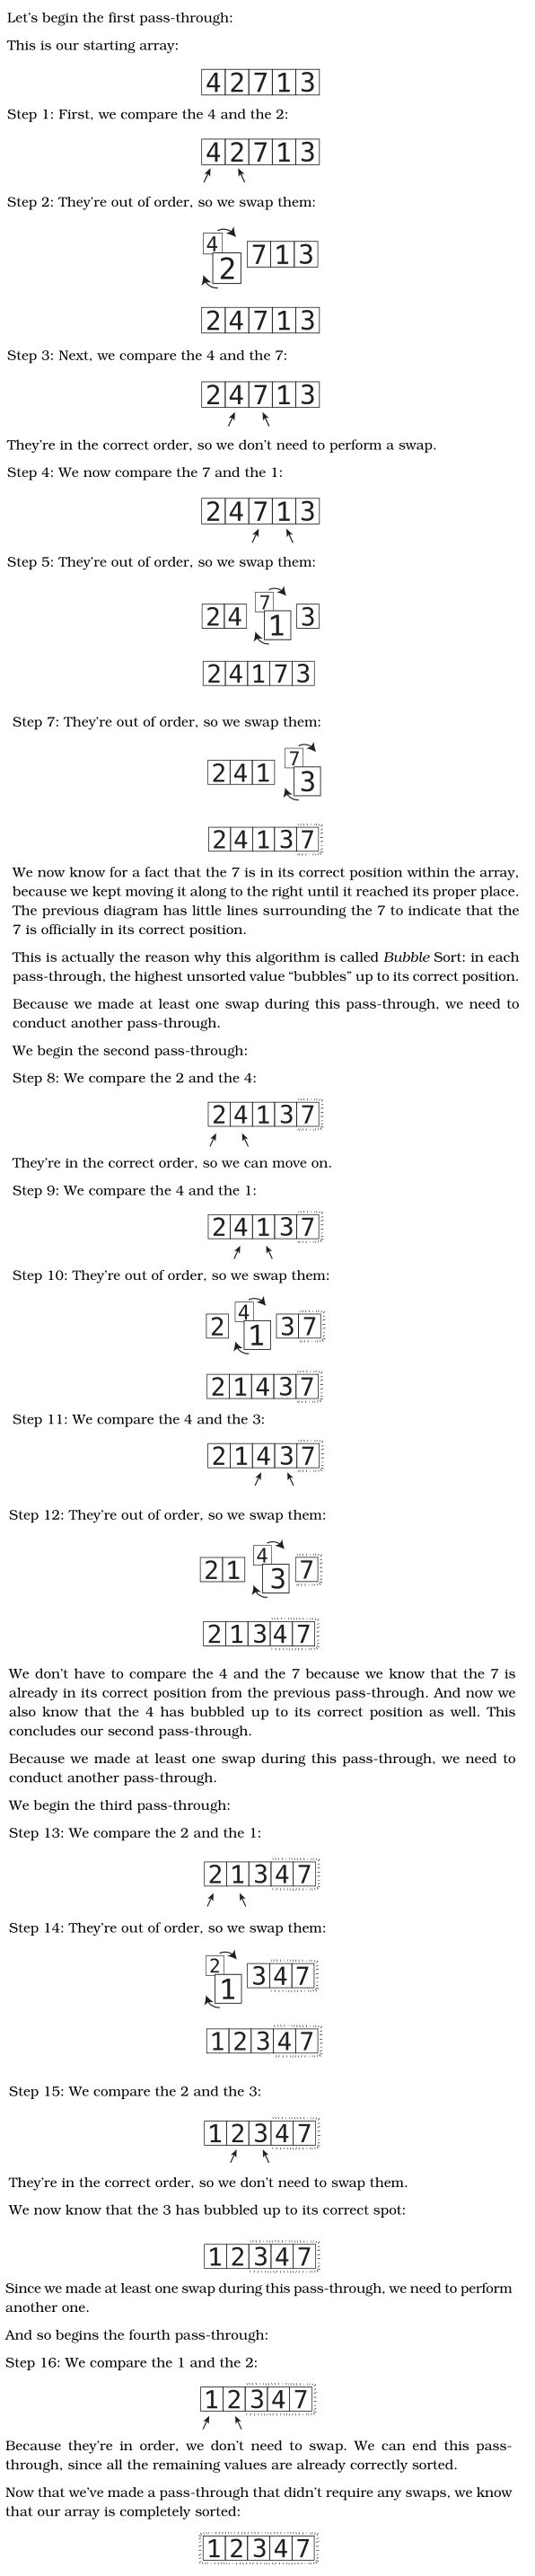 Let's begin the first pass-through:
This is our starting array:
4 2 7 1 3
Step 1: First, we compare the 4 and the 2:
4 2 7 1 3
Step 2: They're out of order, so we swap them:
4 2 7 1 3
2 4 7 1 3
Step 3: Next, we compare the 4 and the 7:
2 4 7 1 3
They're in the correct order, so we don't need to perform a swap.
Step 4: We now compare the 7 and the 1:
2 4 7 1 3
Step 5: They're out of order, so we swap them:
2 4 7 1 3
2 4 1 7 3
Step 7: They're out of order, so we swap them:
2 4 1 7 3
2 4 1 3 7
We now know for a fact that the 7 is in its correct position within the array,
because we kept moving it along to the right until it reached its proper place.
The previous diagram has little lines surrounding the 7 to indicate that the
7 is officially in its correct position.
This is actually the reason why this algorithm is called Bubble Sort: in each
pass-through, the highest unsorted value “bubbles” up to its correct position.
Because we made at least one swap during this pass-through, we need to
conduct another pass-through.
We begin the second pass-through:
Step 8: We compare the 2 and the 4:
2 4 1 3 7
They're in the correct order, so we can move on.
Step 9: We compare the 4 and the 1:
2 4 1 3 7
Step 10: They're out of order, so we swap them:
2 4 1 3 7
2 1 4 3 7
Step 11: We compare the 4 and the 3:
2 1 4 3 7
Step 12: They're out of order, so we swap them:
2 1 4 3 7
2 1 3 4 7
We don't have to compare the 4 and the 7 because we know that the 7 is
already in its correct position from the previous pass-through. And now we
also know that the 4 has bubbled up to its correct position as well. This
concludes our second pass-through.
Because we made at least one swap during this pass-through, we need to
conduct another pass-through.
We begin the third pass-through:
Step 13: We compare the 2 and the 1:
2 1 3 4 7
Step 14: They're out of order, so we swap them:
2 1 3 4 7
1 2 3 4 7
Step 15: We compare the 2 and the 3:
1 2 3 4 7
They're in the correct order, so we don't need to swap them.
We now know that the 3 has bubbled up to its correct spot:
1 2 3 4 7
Since we made at least one swap during this pass-through, we need to perform
another one.
And so begins the fourth pass-through:
Step 16: We compare the 1 and the 2:
1 2 3 4 7
Because they're in order, we don't need to swap. We can end this pass-
through, since all the remaining values are already correctly sorted.
Now that we've made a pass-through that didn't require any swaps, we know
that our array is completely sorted:
1 2 3 4 7